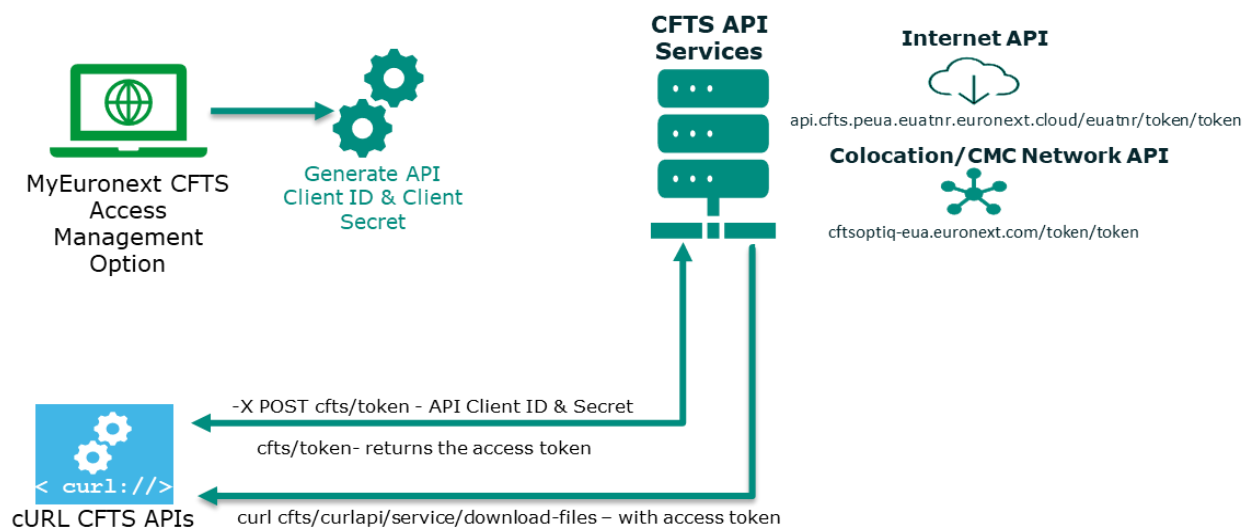 CFTS API
Services
Internet API
api.cfts.peua.euatnr.euronext.cloud/euatnr/token/token
Colocation/CMC Network API
cftsoptiq-eua.euronext.com/token/token
MyEuronext CFTS
Access
Management
Option
Generate API
Client ID & Client
Secret
-X POST cfts/token - API Client ID & Secret
cfts/token- returns the access token
< curl://>
cURL CFTS APIs
curl cfts/curlapi/service/download-files – with access token